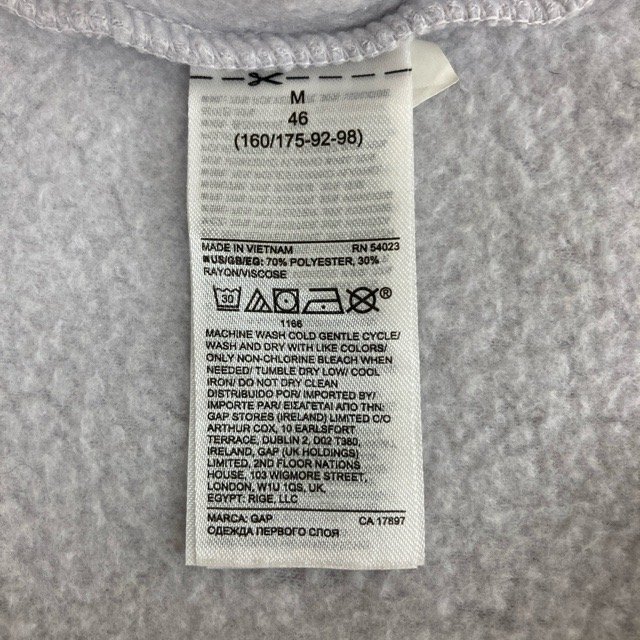 M
46
(160/175-92-98)
MADE IN VIETNAM RN 54023
US/GB/EG: 70% POLYESTER, 30%
RAYON/VISCOSE
30 ®
1166
MACHINE WASH COLD GENTLE CYCLE/
WASH AND DRY WITH LIKE COLORS/
ONLY NON-CHLORINE BLEACH WHEN
NEEDED/ TUMBLE DRY LOW/ COOL
IRON/ DO NOT DRY CLEAN
DISTRIBUIDO POR/ IMPORTED BY/
IMPORTE PAR/ ΕΙΣΑΓΕΤΑΙ ΑΠΟ ΤΗΝ:
GAP STORES (IRELAND) LIMITED C/O
ARTHUR COX, 10 EARLSFORT
TERRACE, DUBLIN 2, D02 T380,
IRELAND, GAP (UK HOLDINGS)
LIMITED, 2ND FLOOR NATIONS
HOUSE, 103 WIGMORE STREET,
LONDON, W1U 1QS, UK,
EGYPT: RIGE, LLC
MARCA: GAP CA 17897
ОДЕЖДА ПЕРВОГО СЛОЯ